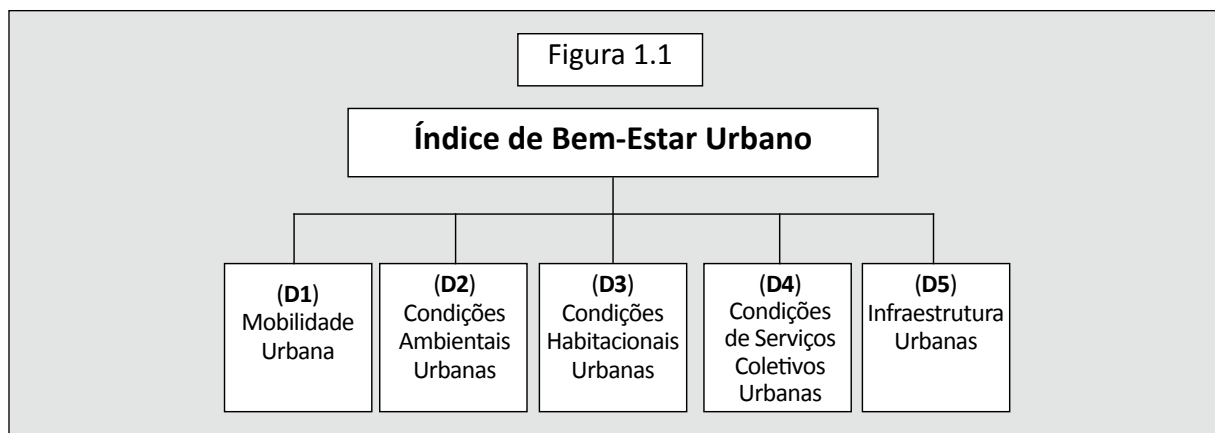 Figura 1.1
Índice de Bem-Estar Urbano
(D1)
Mobilidade
Urbana
(D2)
Condições
Ambientais
Urbanas
(D3)
Condições
Habitacionais
Urbanas
(D4)
Condições
de Serviços
Coletivos
Urbanas
(D5)
Infraestrutura
Urbanas